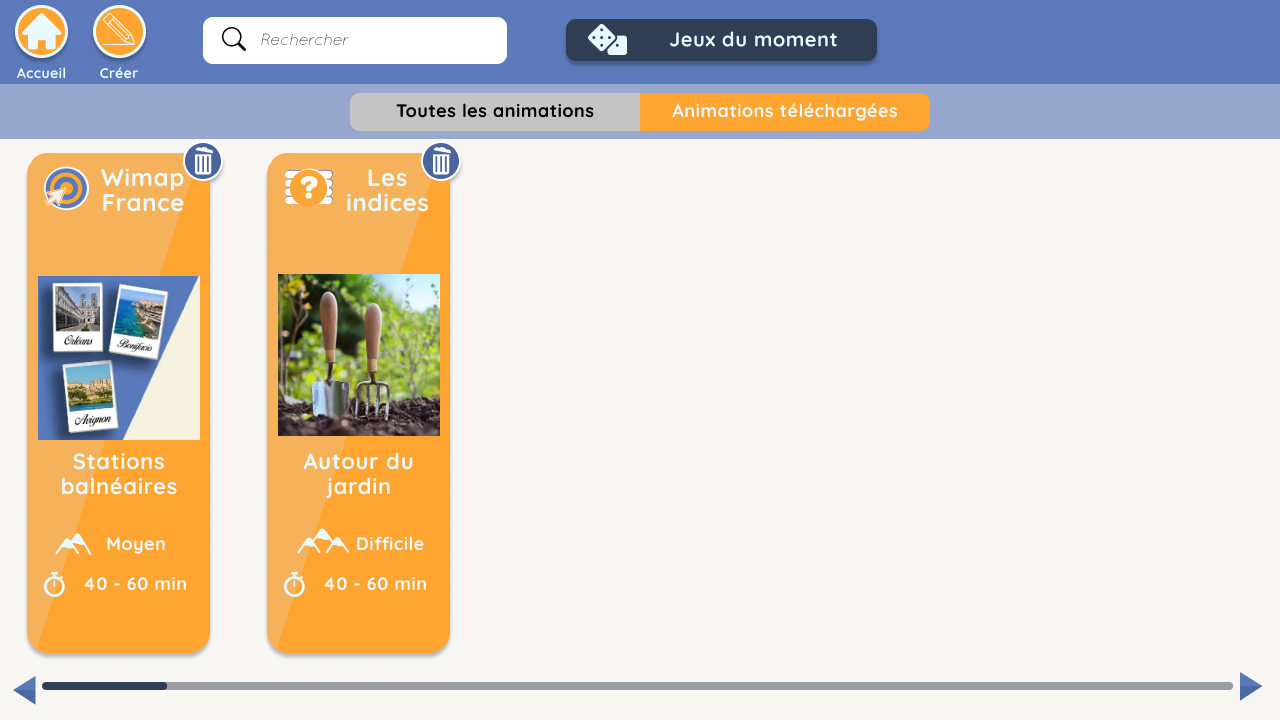 Accueil
Créer
Rechercher
Jeux du moment
Toutes les animations
Animations téléchargées
Wimap
France
Orléans
Bonifacio
Avignon
Stations
balnéaires
Moyen
40 - 60 min
Les
indices
?
Autour du
jardin
Difficile
40 - 60 min